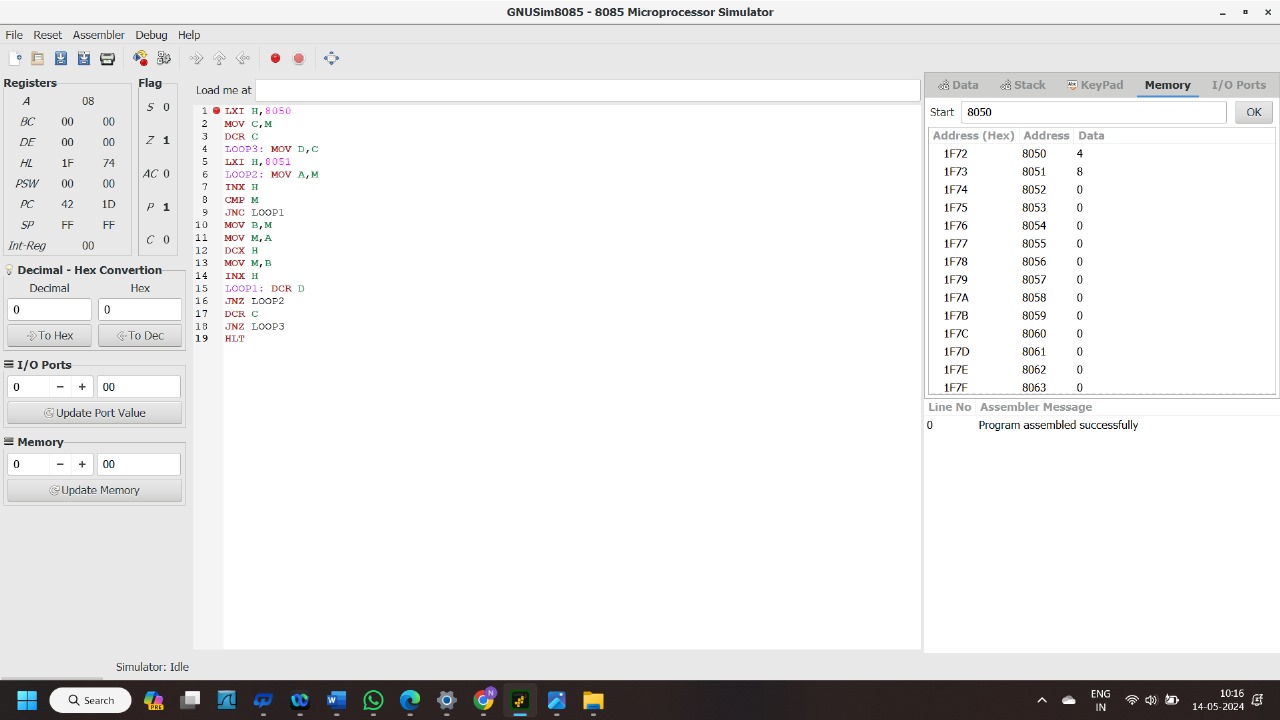 GNUSim8085 - 8085 Microprocessor Simulator
File Reset Assembler Debug Help
Registers
A 08
BC 00 00
DE 00 00
HL 1F 74
PSW 00 00
PC 42 1D
SP FF FF
Int-Reg 00
Flag
S 0
Z 1
AC 0
P 1
C 0
Decimal - Hex Convertion
Decimal Hex
0 0
To Hex To Dec
I/O Ports
0 - + 00
Update Port Value
Memory
0 - + 00
Update Memory
Load me at
1 LXI H,8050
2 MOV C,M
3 DCR C
4 LOOP3: MOV D,C
5 LXI H,8051
6 LOOP2: MOV A,M
7 INX H
8 CMP M
9 JNC LOOP1
10 MOV B,M
11 MOV M,A
12 DCX H
13 MOV M,B
14 INX H
15 LOOP1: DCR D
16 JNZ LOOP2
17 DCR C
18 JNZ LOOP3
19 HLT
Data Stack KeyPad Memory I/O Ports
Start 8050 OK
Address (Hex) Address Data
1F72 8050 4
1F73 8051 8
1F74 8052 0
1F75 8053 0
1F76 8054 0
1F77 8055 0
1F78 8056 0
1F79 8057 0
1F7A 8058 0
1F7B 8059 0
1F7C 8060 0
1F7D 8061 0
1F7E 8062 0
1F7F 8063 0
Line No Assembler Message
0 Program assembled successfully
Simulator: Idle
Search
PRE
W
N
ENG
IN
10:16
14-05-2024